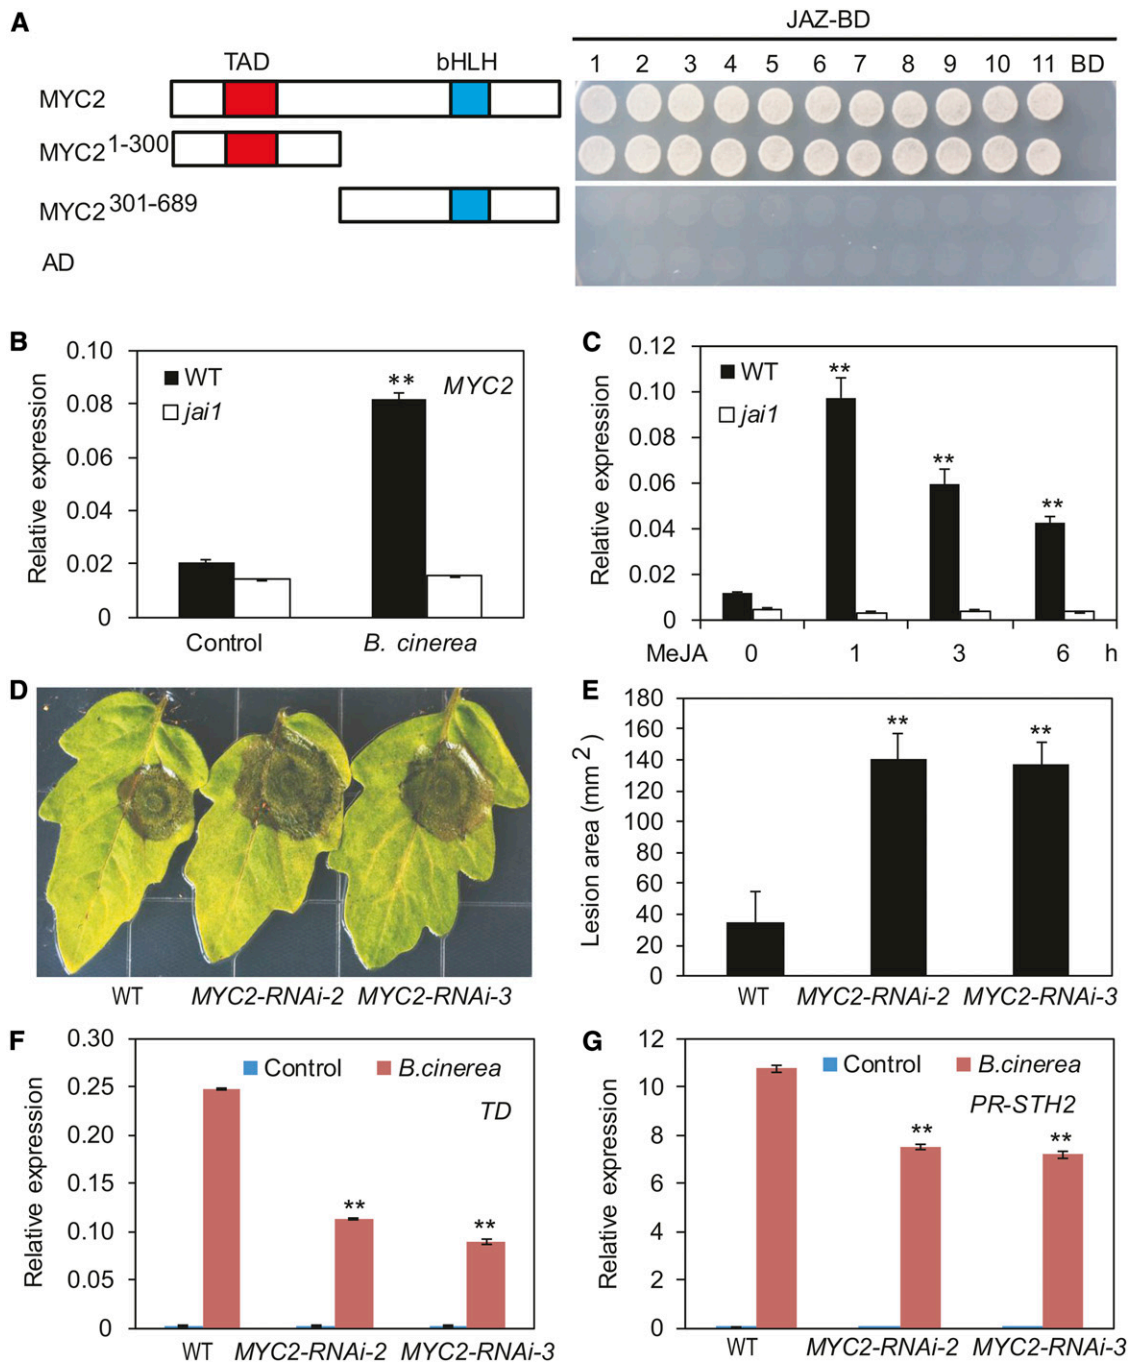 A
JAZ-BD
TAD bHLH
1 2 3 4 5 6 7 8 9 10 11 BD
MYC2
MYC2 1-300
MYC2 301-689
AD
B
Relative expression
0.10
0.08
0.06
0.04
0.02
0
WT
jai1
**
MYC2
Control B. cinerea
C
Relative expression
0.12
0.10
0.08
0.06
0.04
0.02
0
WT
jai1
**
**
**
MeJA 0 1 3 6 h
D
WT MYC2-RNAi-2 MYC2-RNAi-3
E
Lesion area (mm2)
180
160
140
120
100
80
60
40
20
0
**
**
WT MYC2-RNAi-2 MYC2-RNAi-3
F
Relative expression
0.30
0.25
0.20
0.15
0.10
0.05
0
Control B.cinerea
TD
**
**
WT MYC2-RNAi-2 MYC2-RNAi-3
G
Relative expression
12
10
8
6
4
2
0
Control B.cinerea
PR-STH2
**
**
WT MYC2-RNAi-2 MYC2-RNAi-3